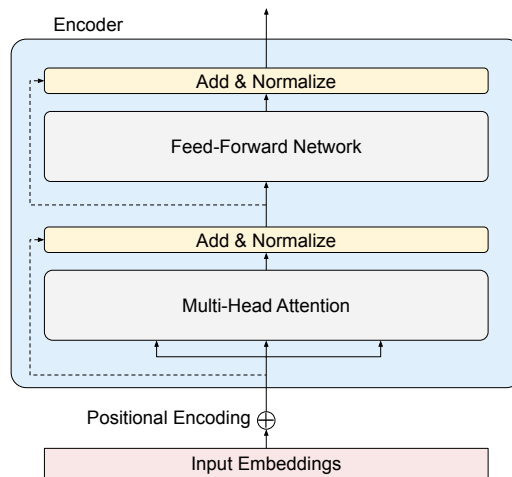 Encoder
Add & Normalize
Feed-Forward Network
Add & Normalize
Multi-Head Attention
Positional Encoding
Input Embeddings